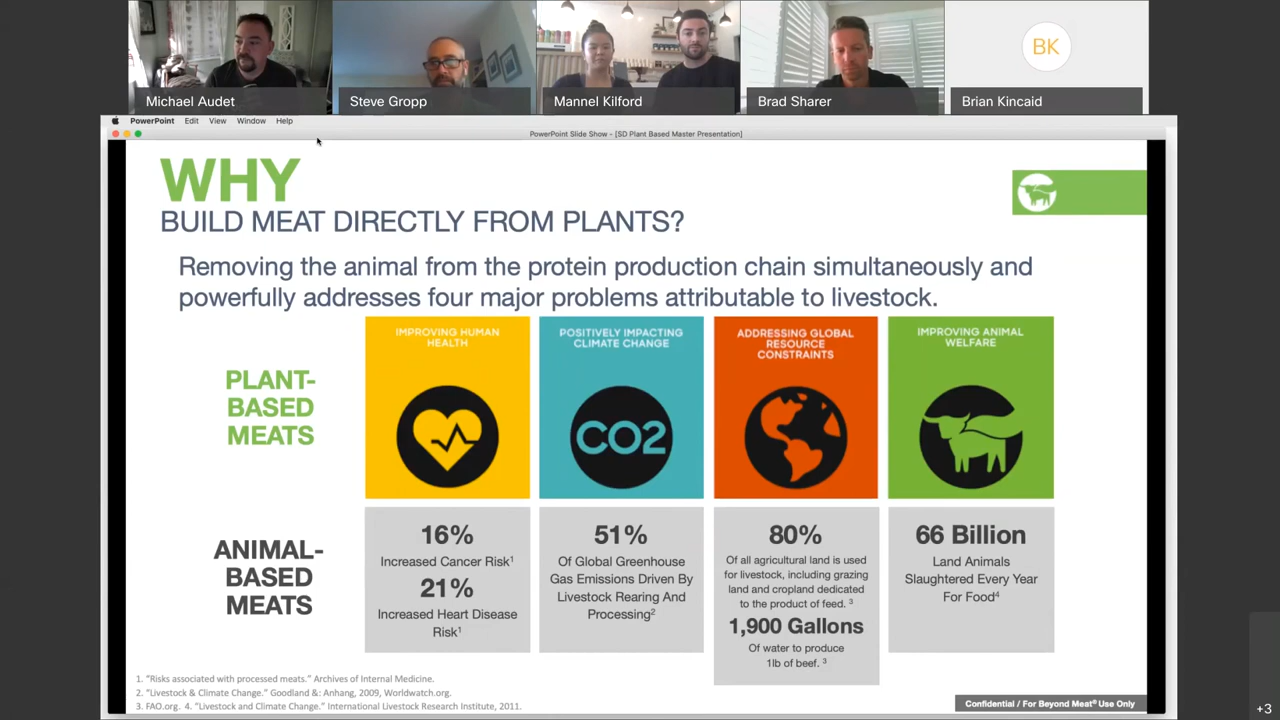 BK
Michael Audet
Steve Gropp
Mannel Kilford
Brad Sharer
Brian Kincaid
PowerPoint Edit View Window Help
PowerPoint Slide Show - [SD Plant Based Master Presentation]
WHY
BUILD MEAT DIRECTLY FROM PLANTS?
Removing the animal from the protein production chain simultaneously and
powerfully addresses four major problems attributable to livestock.
PLANT-
BASED
MEATS
IMPROVING HUMAN
HEALTH
POSITIVELY IMPACTING
CLIMATE CHANGE
CO2
ADDRESSING GLOBAL
RESOURCE
CONSTRAINTS
IMPROVING ANIMAL
WELFARE
ANIMAL-
BASED
MEATS
16%
Increased Cancer Risk¹
21%
Increased Heart Disease
Risk¹
51%
Of Global Greenhouse
Gas Emissions Driven By
Livestock Rearing And
Processing²
80%
Of all agricultural land is used
for livestock, including grazing
land and cropland dedicated
to the product of feed. ³
1,900 Gallons
Of water to produce
1lb of beef. ³
66 Billion
Land Animals
Slaughtered Every Year
For Food⁴
1. “Risks associated with processed meats.” Archives of Internal Medicine.
2. “Livestock & Climate Change.” Goodland &: Anhang, 2009, Worldwatch.org.
3. FAO.org. 4. “Livestock and Climate Change.” International Livestock Research Institute, 2011.
Confidential / For Beyond Meat® Use Only
+3